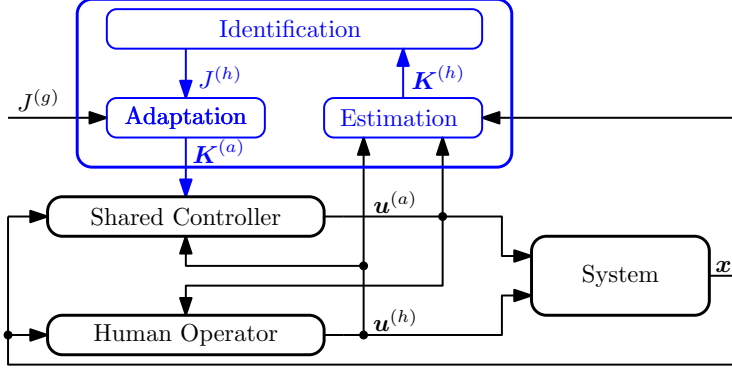 Identification
J^(h)
K^(h)
J^(g)
Adaptation
Estimation
K^(a)
Shared Controller
u^(a)
System
x
Human Operator
u^(h)